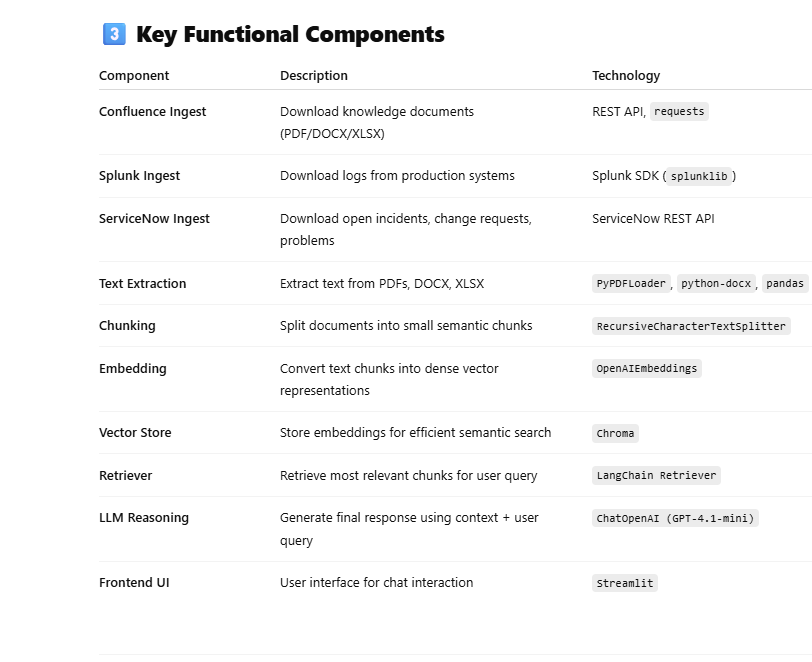 3 Key Functional Components
Component Description Technology
Confluence Ingest Download knowledge documents REST API, requests
(PDF/DOCX/XLSX)
Splunk Ingest Download logs from production systems Splunk SDK ( splunklib )
ServiceNow Ingest Download open incidents, change requests, ServiceNow REST API
problems
Text Extraction Extract text from PDFs, DOCX, XLSX PyPDFLoader , python-docx , pandas
Chunking Split documents into small semantic chunks RecursiveCharacterTextSplitter
Embedding Convert text chunks into dense vector OpenAIEmbeddings
representations
Vector Store Store embeddings for efficient semantic search Chroma
Retriever Retrieve most relevant chunks for user query LangChain Retriever
LLM Reasoning Generate final response using context + user ChatOpenAI (GPT-4.1-mini)
query
Frontend UI User interface for chat interaction Streamlit